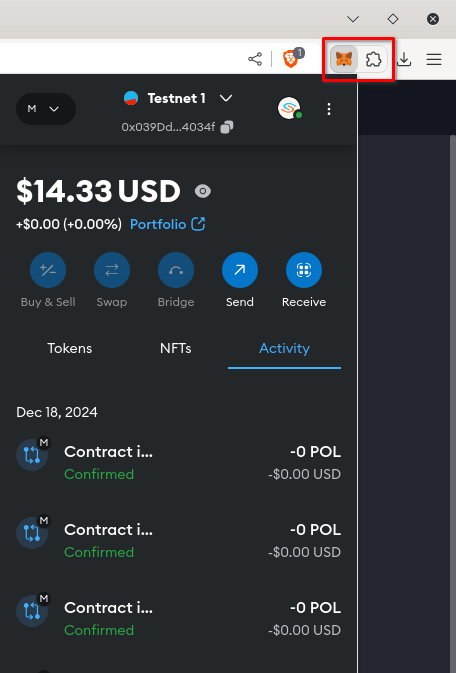 1
M
Testnet 1
0x039Dd...4034f
$14.33 USD
+$0.00 (+0.00%) Portfolio
Buy & Sell Swap Bridge Send Receive
Tokens NFTs Activity
Dec 18, 2024
M
Contract i... -0 POL
Confirmed -$0.00 USD
M
Contract i... -0 POL
Confirmed -$0.00 USD
M
Contract i... -0 POL
Confirmed -$0.00 USD